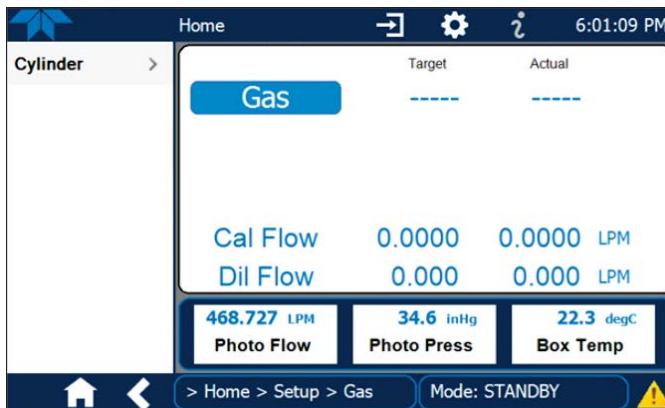 Home 6:01:09 PM
Cylinder >
Target Actual
Gas ----- -----
Cal Flow 0.0000 0.0000 LPM
Dil Flow 0.000 0.000 LPM
468.727 LPM 34.6 inHg 22.3 degC
Photo Flow Photo Press Box Temp
> Home > Setup > Gas Mode: STANDBY